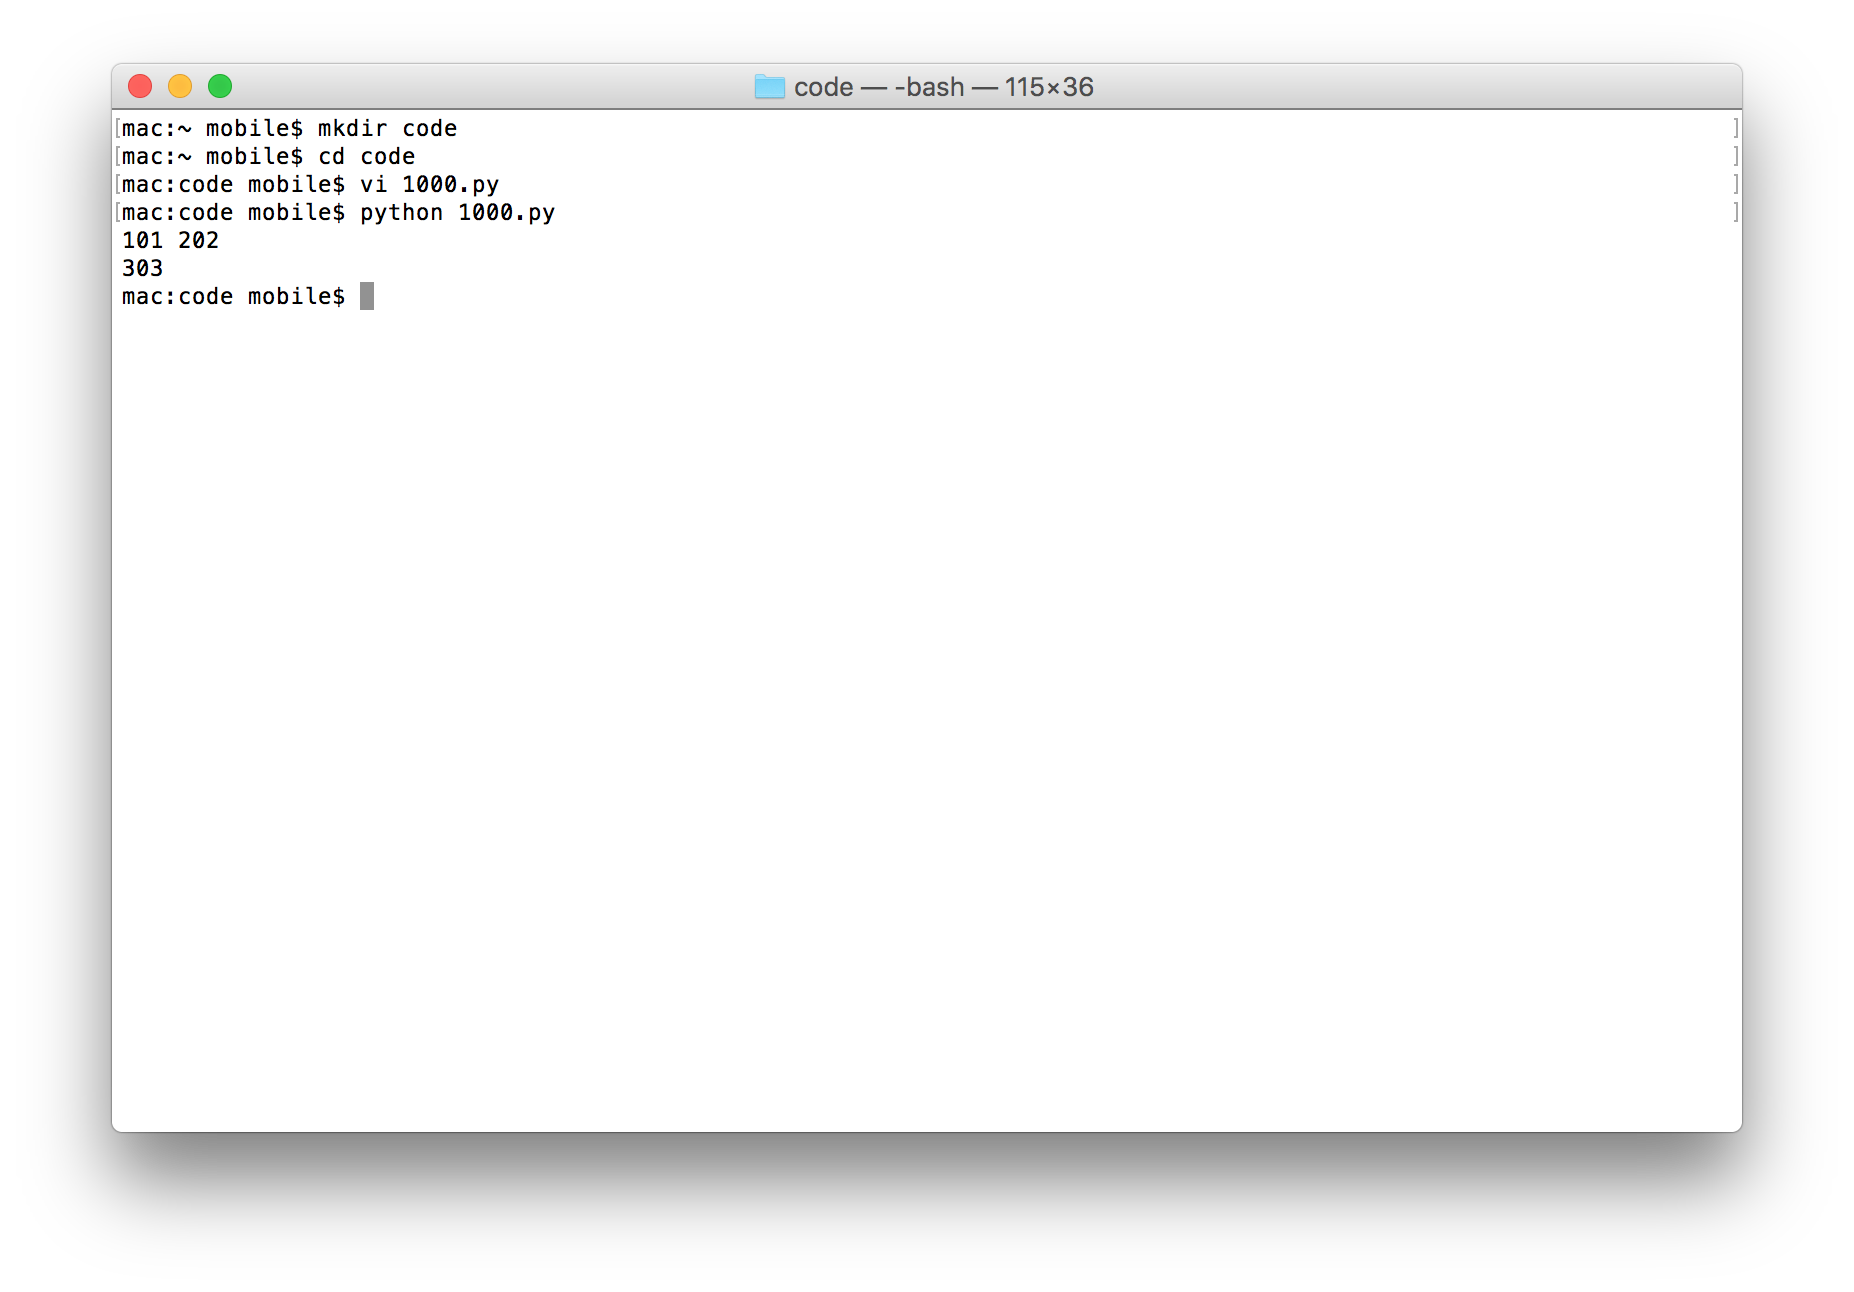 code — -bash — 115×36
[mac:~ mobile$ mkdir code ]
[mac:~ mobile$ cd code ]
[mac:code mobile$ vi 1000.py ]
[mac:code mobile$ python 1000.py ]
101 202
303
mac:code mobile$